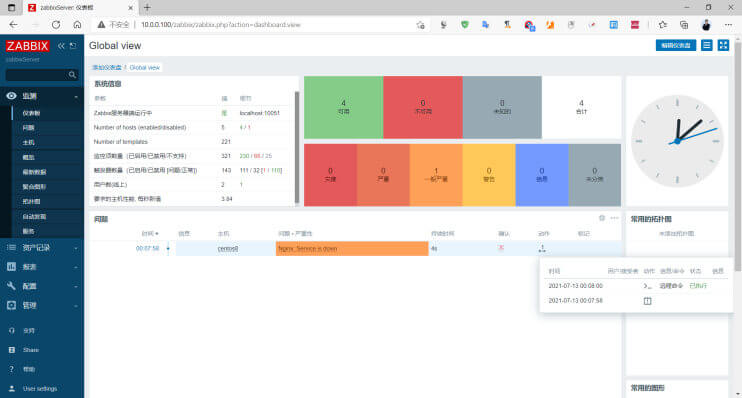 zabbixServer: 仪表盘
不安全 | 10.0.0.100/zabbix/zabbix.php?action=dashboard.view
ZABBIX
zabbixServer
监测
仪表板
问题
主机
概览
最新数据
聚合图形
拓扑图
自动发现
服务
资产记录
报表
配置
管理
支持
Share
帮助
User settings
Global view
编辑仪表盘
添加仪表盘 / Global view
系统信息
参数 值 细节
Zabbix服务器端运行中 是 localhost:10051
Number of hosts (enabled/disabled) 5 4 / 1
Number of templates 221
监控项数量 (已启用/已禁用/不支持) 321 230 / 66 / 25
触发器数量 (已启用/已禁用 [问题/正常]) 143 111 / 32 [1 / 110]
用户数(线上) 2 1
要求的主机性能, 每秒新值 3.84
4 可用
0 不可用
0 未知的
4 合计
0 灾难
0 严重
1 一般严重
0 警告
0 信息
0 未分类
问题
时间 信息 主机 问题 • 严重性 持续时间 确认 动作 标记
00:07:58 centos8 Nginx: Service is down 4s 不 1
时间 用户/接收者 动作 信息/命令 状态 信息
2021-07-13 00:08:00 远程命令 已执行
2021-07-13 00:07:58
常用的拓扑图
未添加拓扑图.
常用的图形